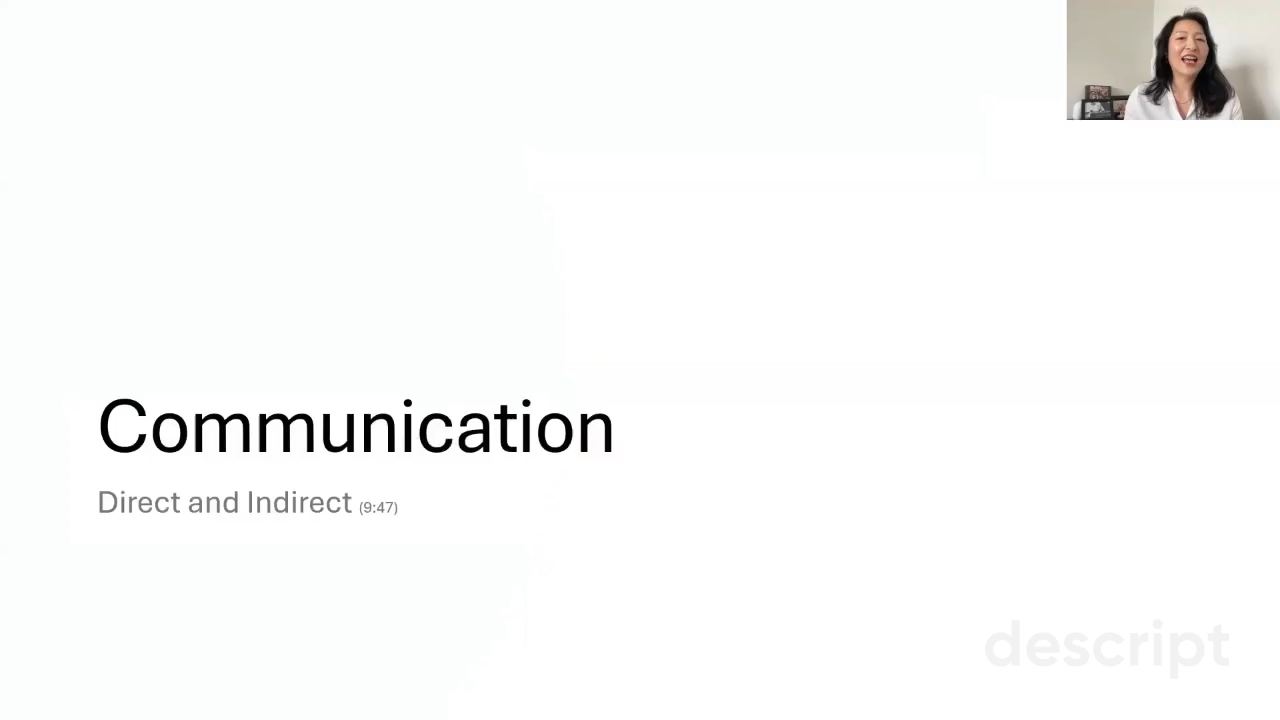 Communication
Direct and Indirect (9:47)
descript